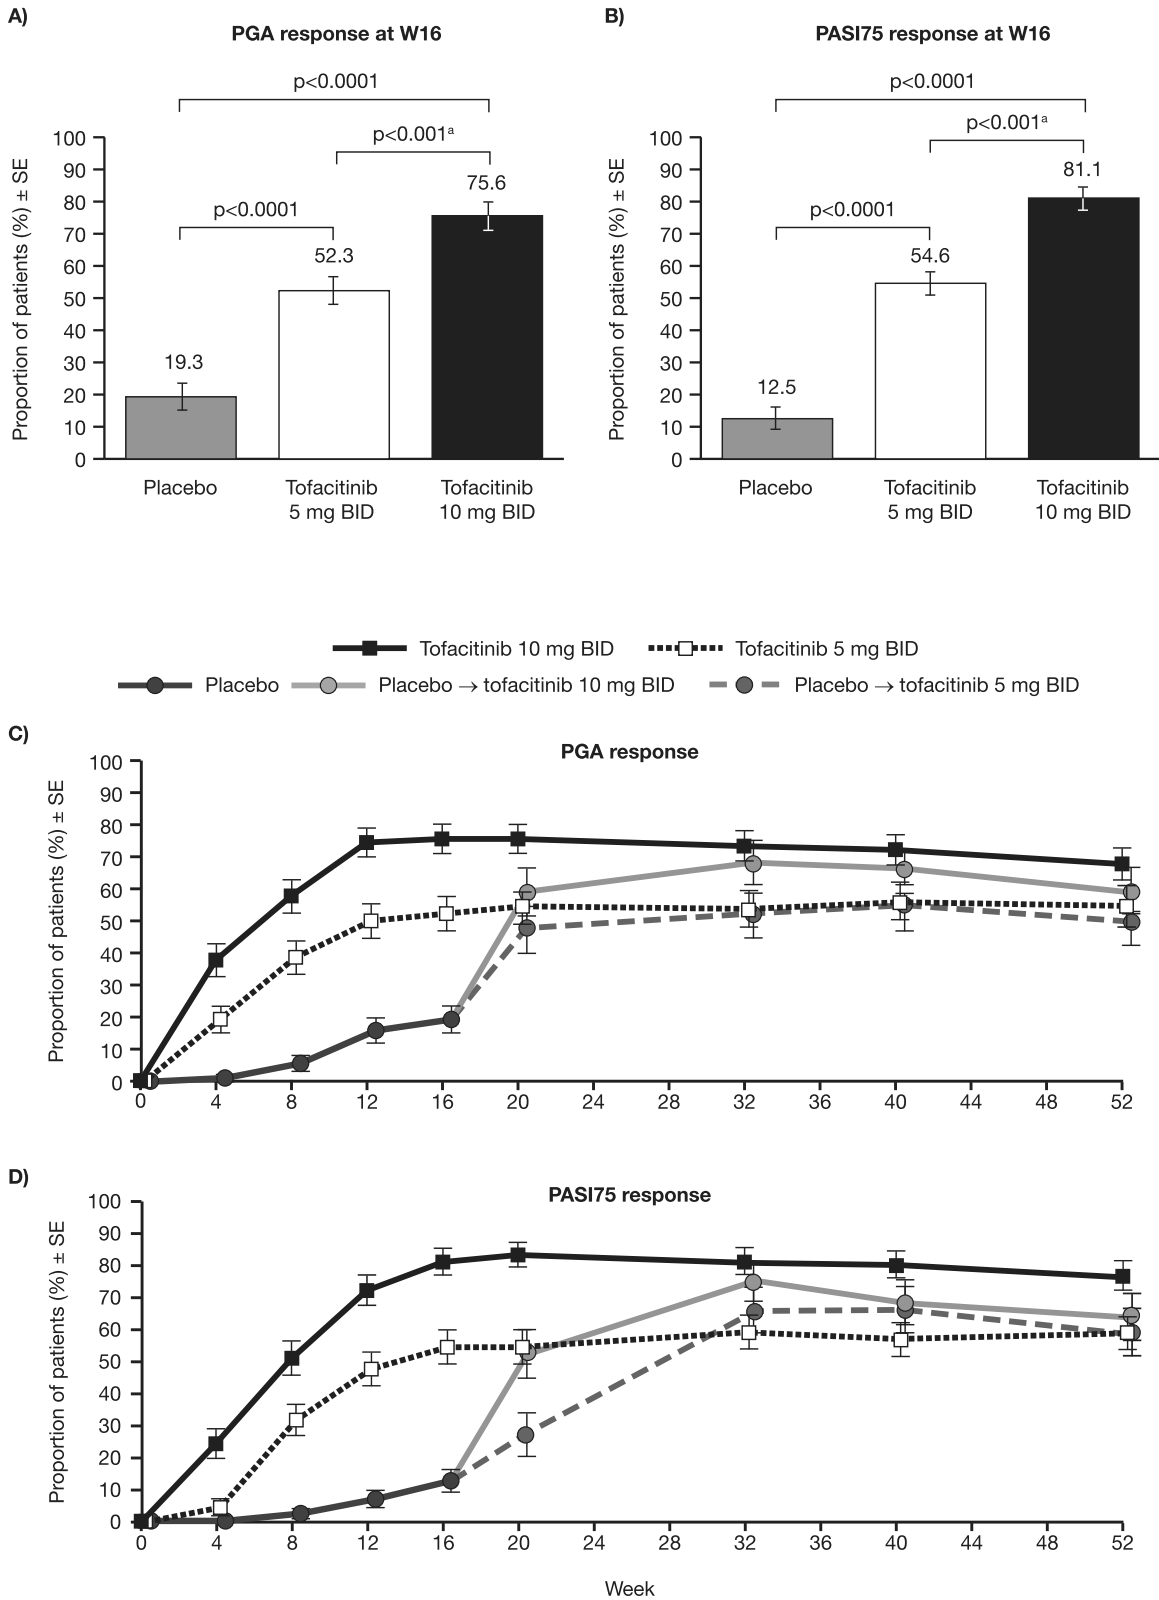 A)
PGA response at W16
p<0.0001
p<0.001ᵃ
p<0.0001
Proportion of patients (%) ± SE
100
90
80
70
60
50
40
30
20
10
0
19.3
52.3
75.6
Placebo
Tofacitinib
5 mg BID
Tofacitinib
10 mg BID
B)
PASI75 response at W16
p<0.0001
p<0.001ᵃ
p<0.0001
Proportion of patients (%) ± SE
100
90
80
70
60
50
40
30
20
10
0
12.5
54.6
81.1
Placebo
Tofacitinib
5 mg BID
Tofacitinib
10 mg BID
Tofacitinib 10 mg BID
Tofacitinib 5 mg BID
Placebo
Placebo → tofacitinib 10 mg BID
Placebo → tofacitinib 5 mg BID
C)
PGA response
Proportion of patients (%) ± SE
100
90
80
70
60
50
40
30
20
10
0
0 4 8 12 16 20 24 28 32 36 40 44 48 52
D)
PASI75 response
Proportion of patients (%) ± SE
100
90
80
70
60
50
40
30
20
10
0
0 4 8 12 16 20 24 28 32 36 40 44 48 52
Week